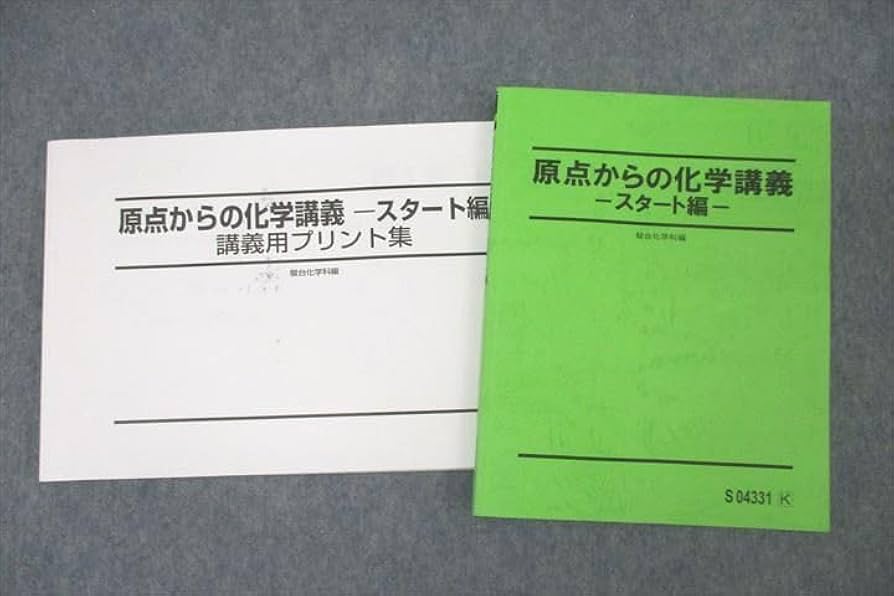 原点からの化学講義 ースタート編
講義用プリント集
駿台化学科編
原点からの化学講義
ースタート編ー
駿台化学科編
S 04331 K